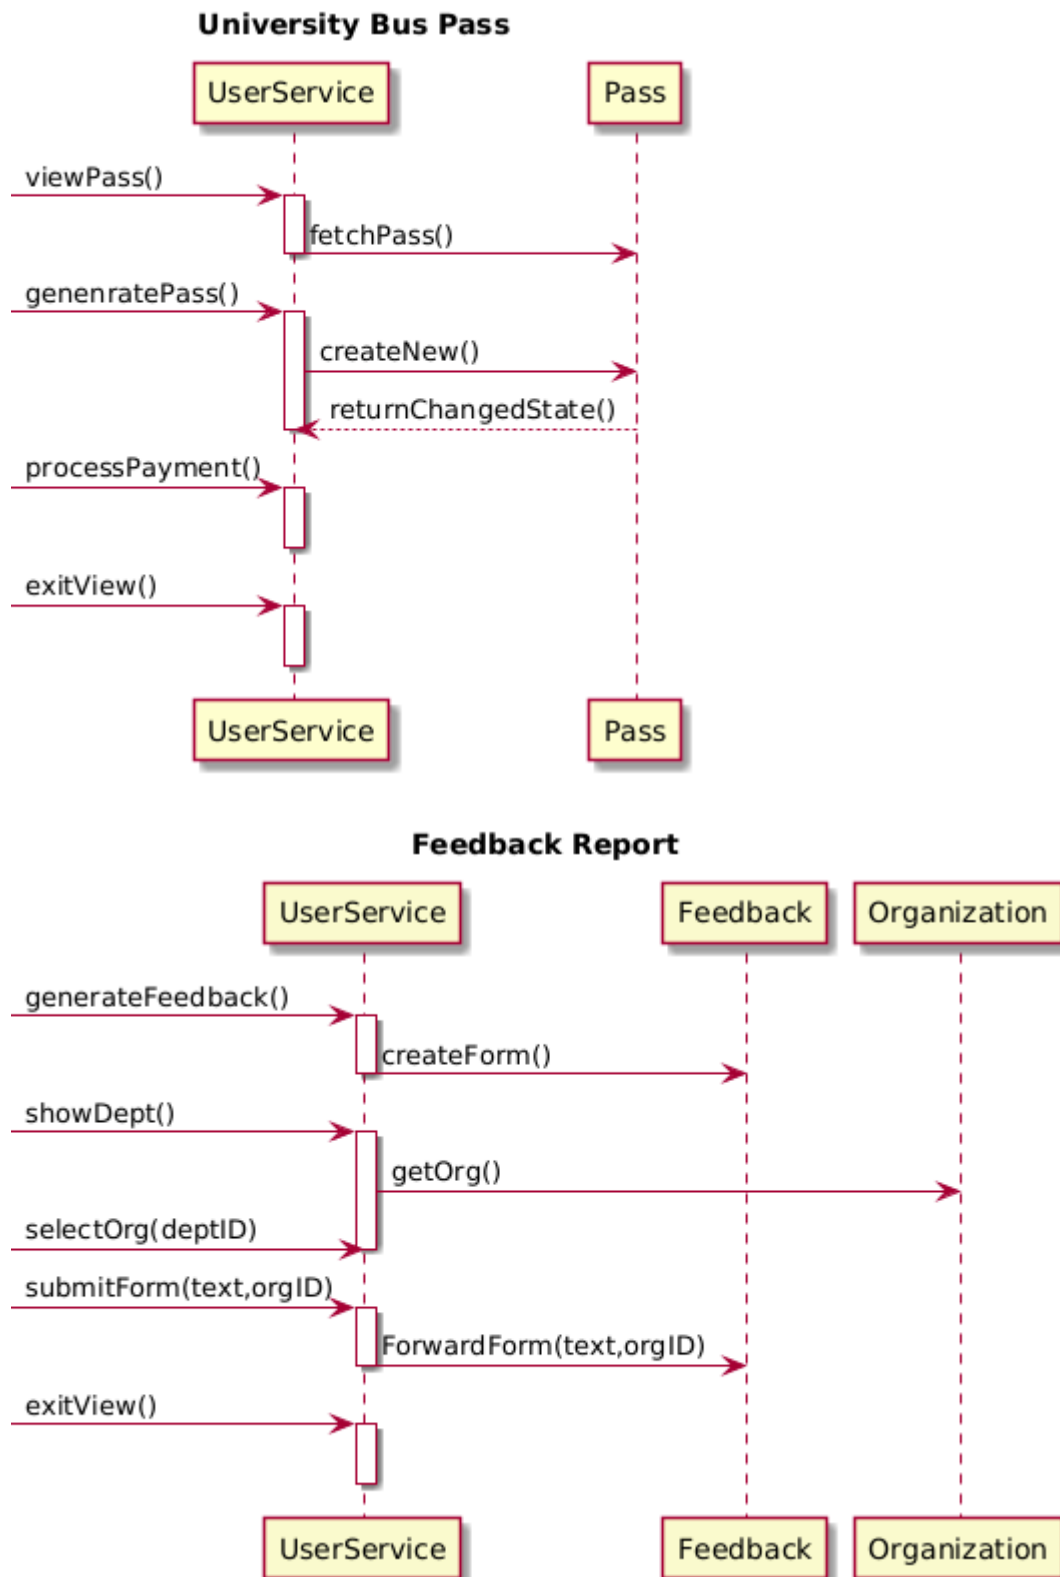 University Bus Pass
UserService Pass
viewPass()
fetchPass()
genenratePass()
createNew()
returnChangedState()
processPayment()
exitView()
UserService Pass
Feedback Report
UserService Feedback Organization
generateFeedback()
createForm()
showDept()
getOrg()
selectOrg(deptID)
submitForm(text,orgID)
ForwardForm(text,orgID)
exitView()
UserService Feedback Organization